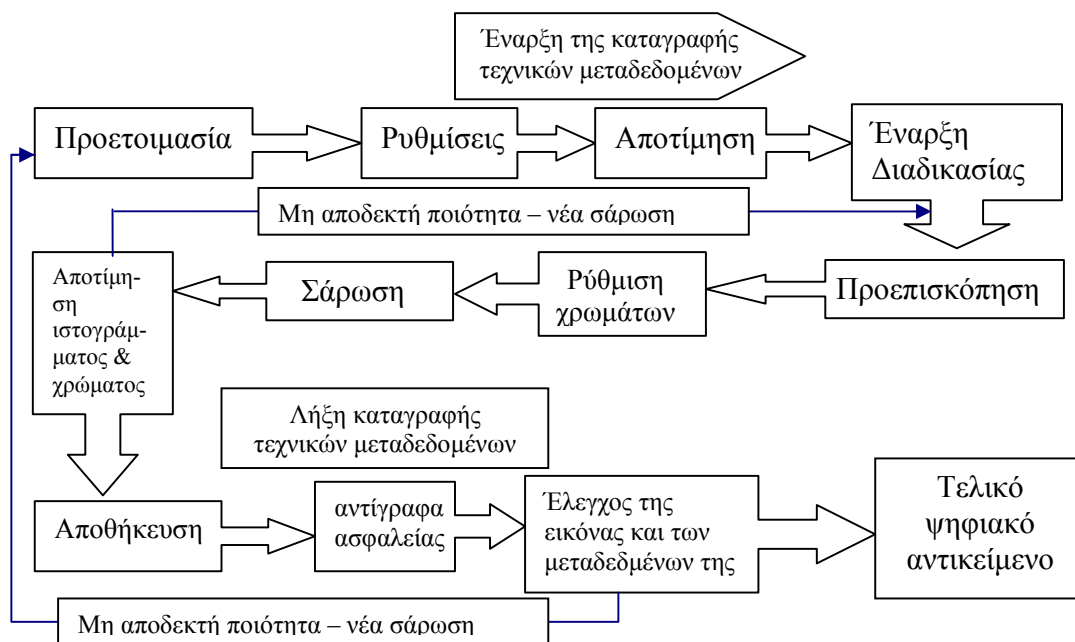 Έναρξη της καταγραφής
τεχνικών μεταδεδομένων
Προετοιμασία
Ρυθμίσεις
Αποτίμηση
Έναρξη
Διαδικασίας
Μη αποδεκτή ποιότητα – νέα σάρωση
Προεπισκόπηση
Ρύθμιση
χρωμάτων
Σάρωση
Αποτίμη-
ση
ιστογράμ-
ματος &
χρώματος
Λήξη καταγραφής
τεχνικών μεταδεδομένων
Αποθήκευση
αντίγραφα
ασφαλείας
Έλεγχος της
εικόνας και των
μεταδεδμένων της
Τελικό
ψηφιακό
αντικείμενο
Μη αποδεκτή ποιότητα – νέα σάρωση